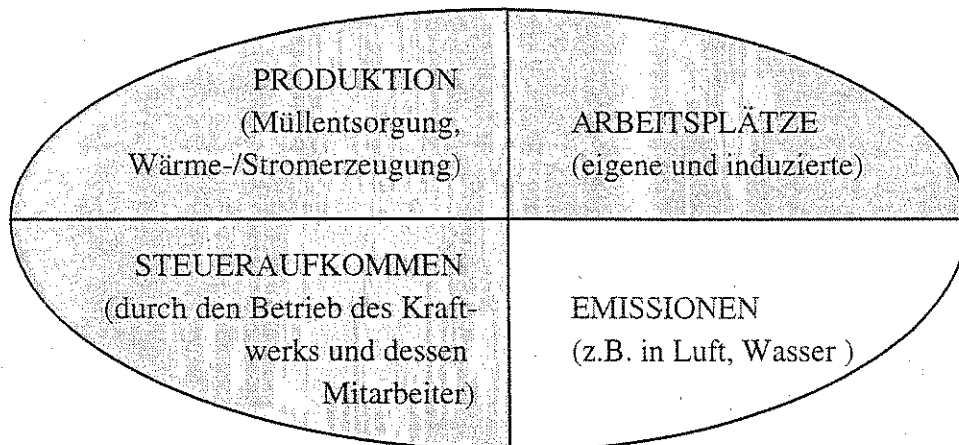 PRODUKTION
(Müllentsorgung,
Wärme-/Stromerzeugung)
ARBEITSPLÄTZE
(eigene und induzierte)
STEUERAUFKOMMEN
(durch den Betrieb des Kraft-
werks und dessen
Mitarbeiter)
EMISSIONEN
(z.B. in Luft, Wasser )